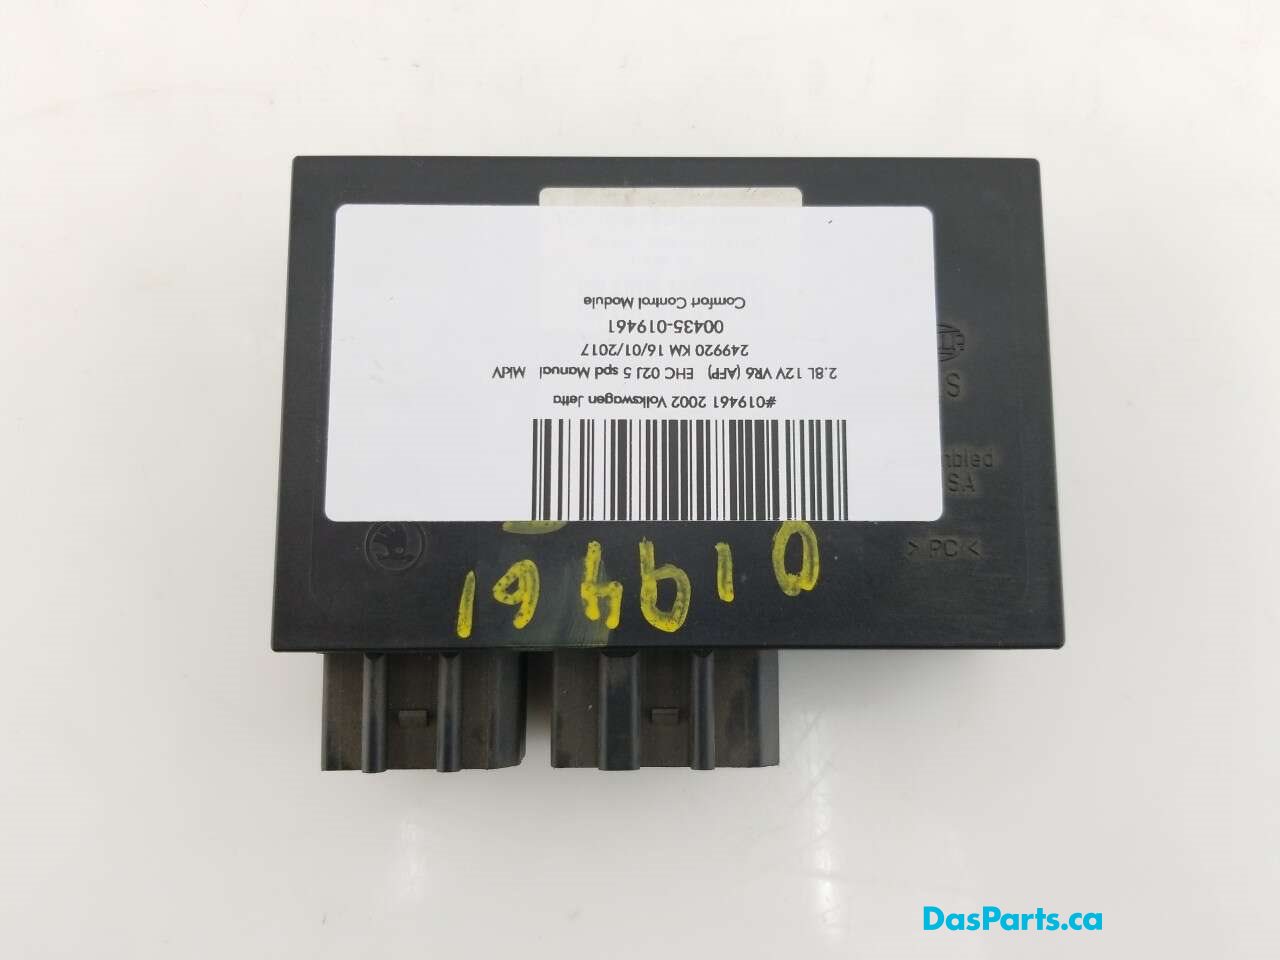 #019461 2002 Volkswagen Jetta
2.8L 12V VR6 (AFP) EHC 02J 5 spd Manual MkIV
249920 KM 16/01/2017
00435-019461
Comfort Control Module
S
SA
> PC <
019461
DasParts.ca